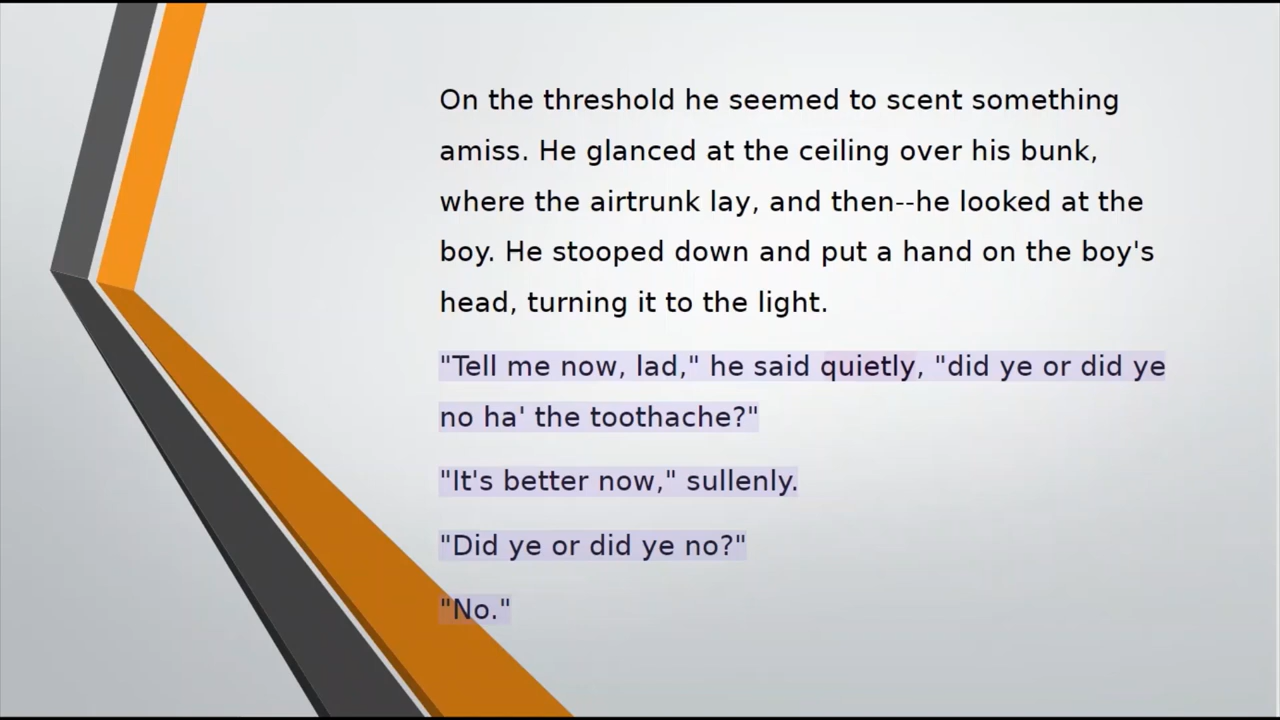 On the threshold he seemed to scent something
amiss. He glanced at the ceiling over his bunk,
where the airtrunk lay, and then--he looked at the
boy. He stooped down and put a hand on the boy's
head, turning it to the light.
"Tell me now, lad," he said quietly, "did ye or did ye
no ha' the toothache?"
"It's better now," sullenly.
"Did ye or did ye no?"
"No."